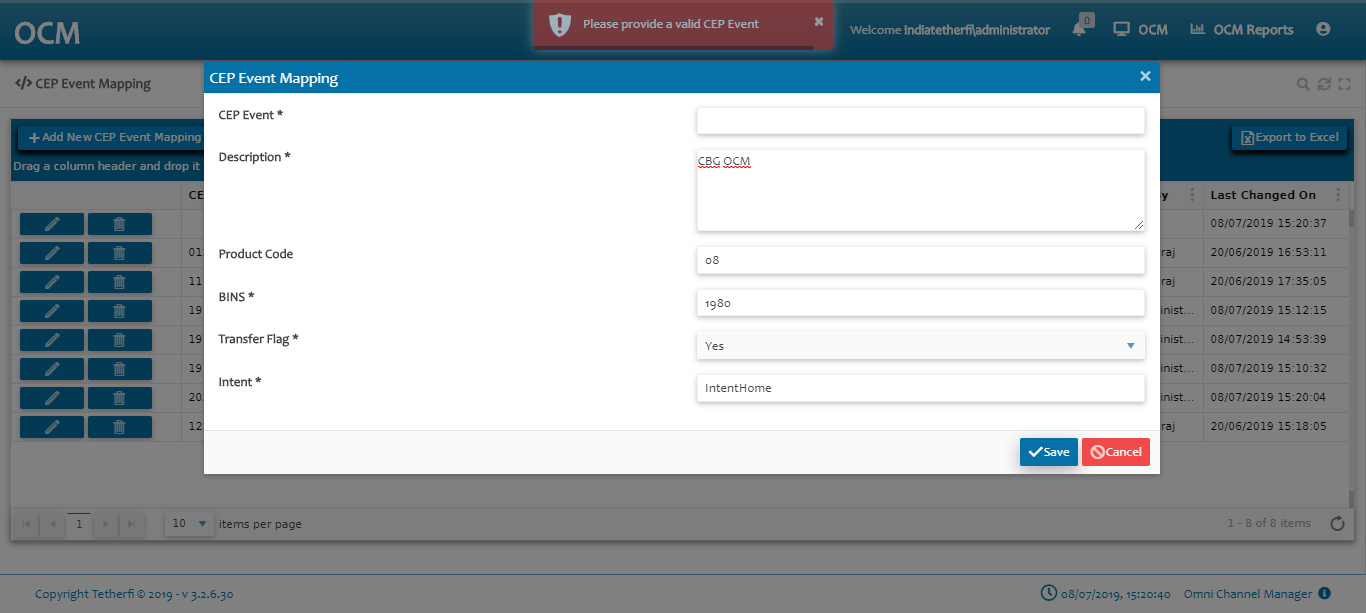 OCM
Please provide a valid CEP Event
Welcome indiatetherfi\administrator
0
OCM
OCM Reports
CEP Event Mapping
CEP Event Mapping
+ Add New CEP Event Mapping
Export to Excel
Drag a column header and drop it
CEP Event *
Description *
CBG OCM
Product Code
08
BINS *
1980
Transfer Flag *
Yes
Intent *
IntentHome
Save
Cancel
CE
y
Last Changed On
08/07/2019 15:20:37
01
raj
20/06/2019 16:53:11
11
raj
20/06/2019 17:35:05
19
inist...
08/07/2019 15:12:15
19
inist...
08/07/2019 14:53:39
19
inist...
08/07/2019 15:10:32
20
inist...
08/07/2019 15:20:04
12
raj
20/06/2019 15:18:05
1
10
items per page
1 - 8 of 8 items
Copyright Tetherfi © 2019 - v 3.2.6.30
08/07/2019, 15:20:40
Omni Channel Manager